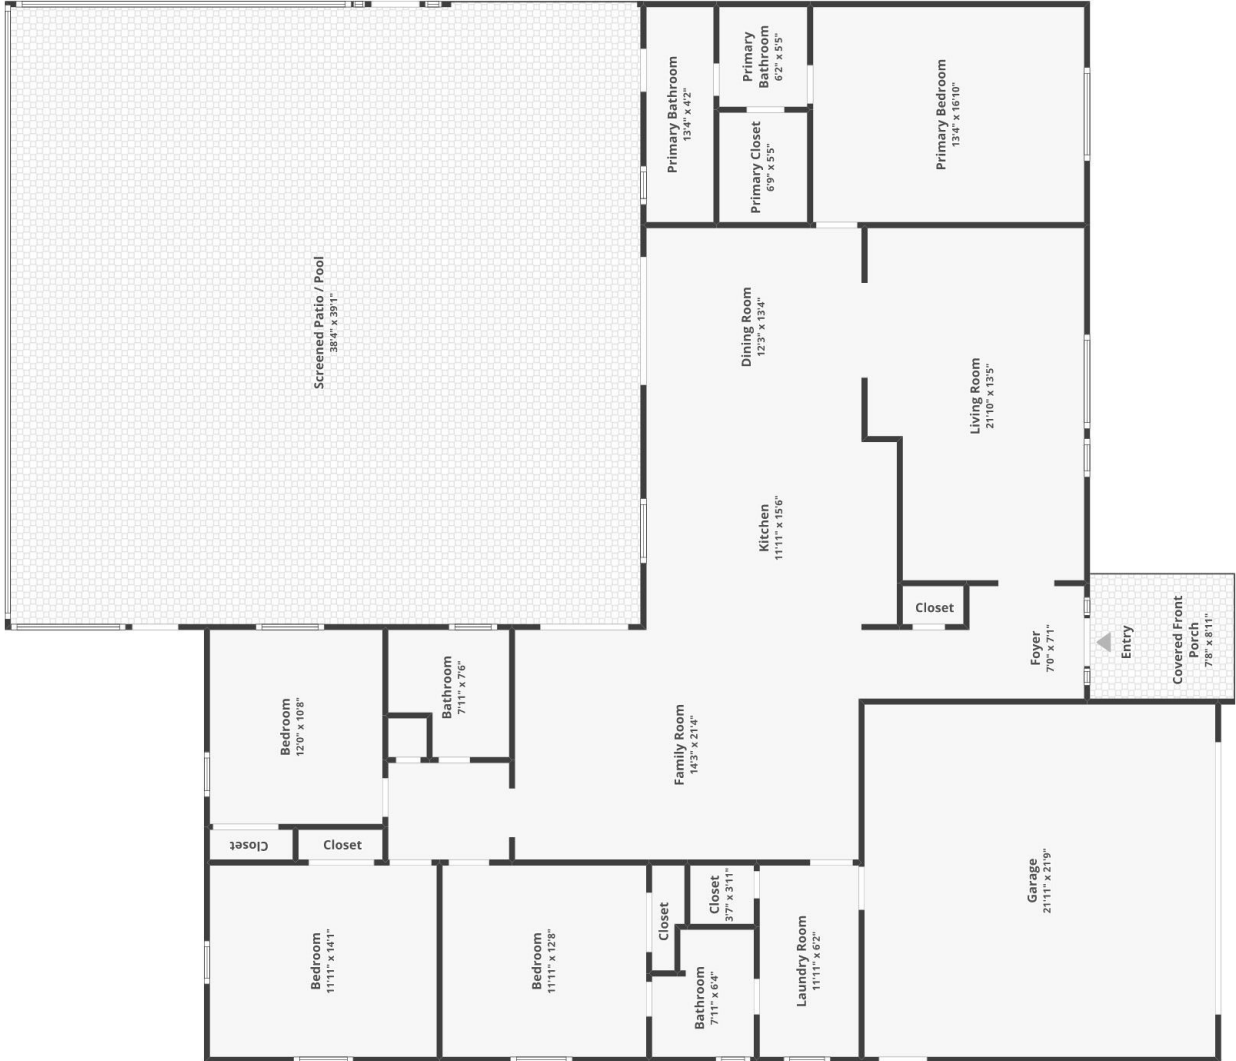 Primary Bathroom
13'4" x 4'2"
Primary
Bathroom
6'2" x 5'5"
Primary Closet
6'9" x 5'5"
Primary Bedroom
13'4" x 16'10"
Screened Patio / Pool
38'4" x 39'1"
Dining Room
12'3" x 13'4"
Living Room
21'10" x 13'5"
Kitchen
11'11" x 15'6"
Closet
Foyer
7'0" x 7'1"
Entry
Covered Front
Porch
7'8" x 8'11"
Bedroom
12'0" x 10'8"
Bathroom
7'11" x 7'6"
Family Room
14'3" x 21'4"
Closet
Closet
Garage
21'11" x 21'9"
Bedroom
11'11" x 14'1"
Bedroom
11'11" x 12'8"
Closet
Closet
3'7" x 3'11"
Bathroom
7'11" x 6'4"
Laundry Room
11'11" x 6'2"